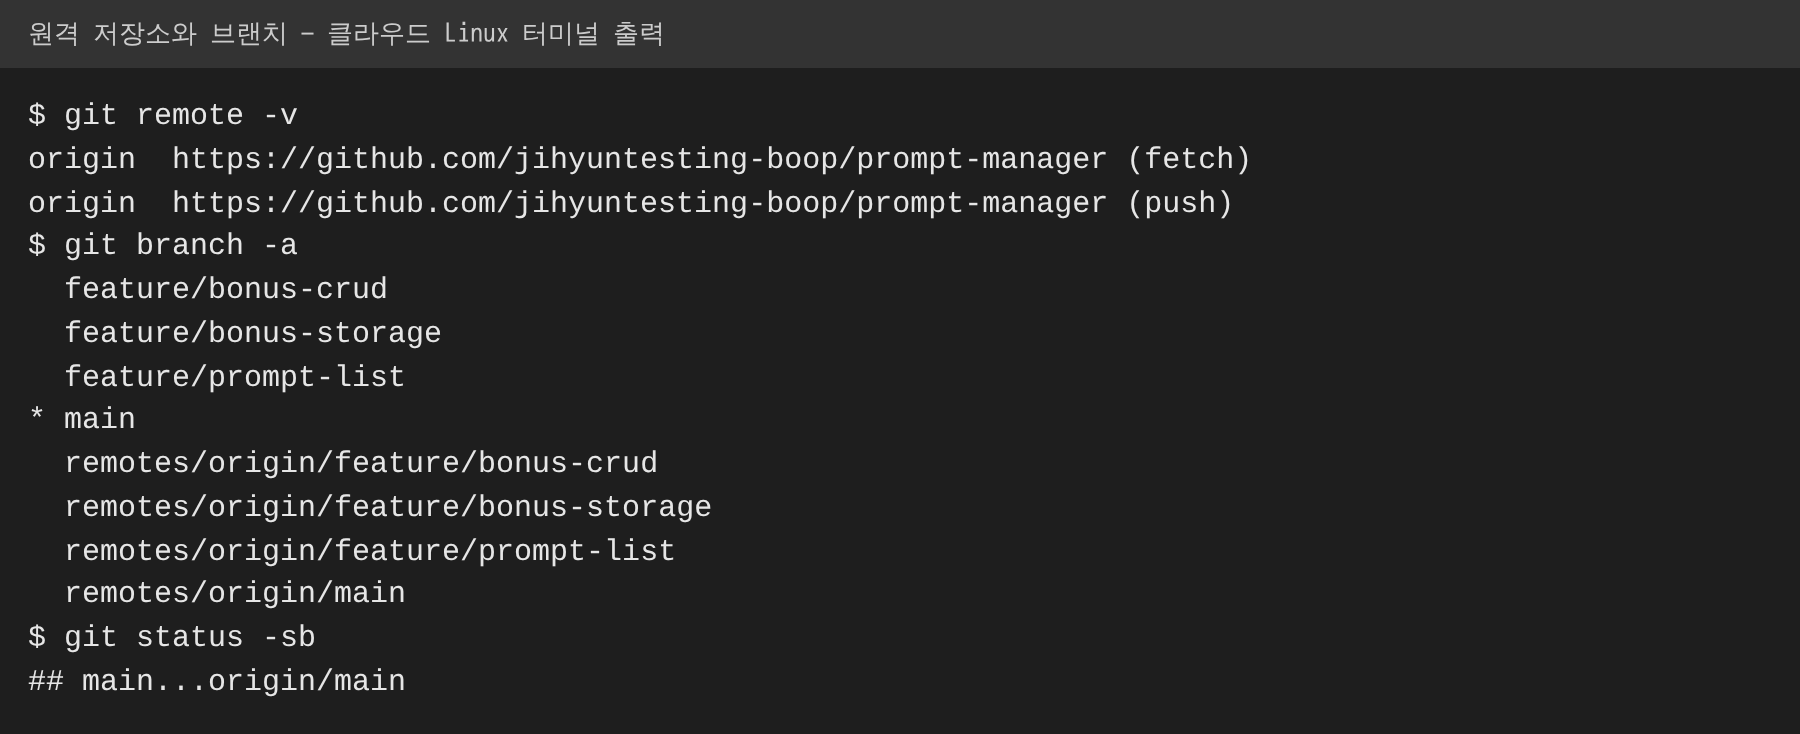 원격 저장소와 브랜치 — 클라우드 Linux 터미널 출력
$ git remote -v
origin  https://github.com/jihyuntesting-boop/prompt-manager (fetch)
origin  https://github.com/jihyuntesting-boop/prompt-manager (push)
$ git branch -a
  feature/bonus-crud
  feature/bonus-storage
  feature/prompt-list
* main
  remotes/origin/feature/bonus-crud
  remotes/origin/feature/bonus-storage
  remotes/origin/feature/prompt-list
  remotes/origin/main
$ git status -sb
## main...origin/main